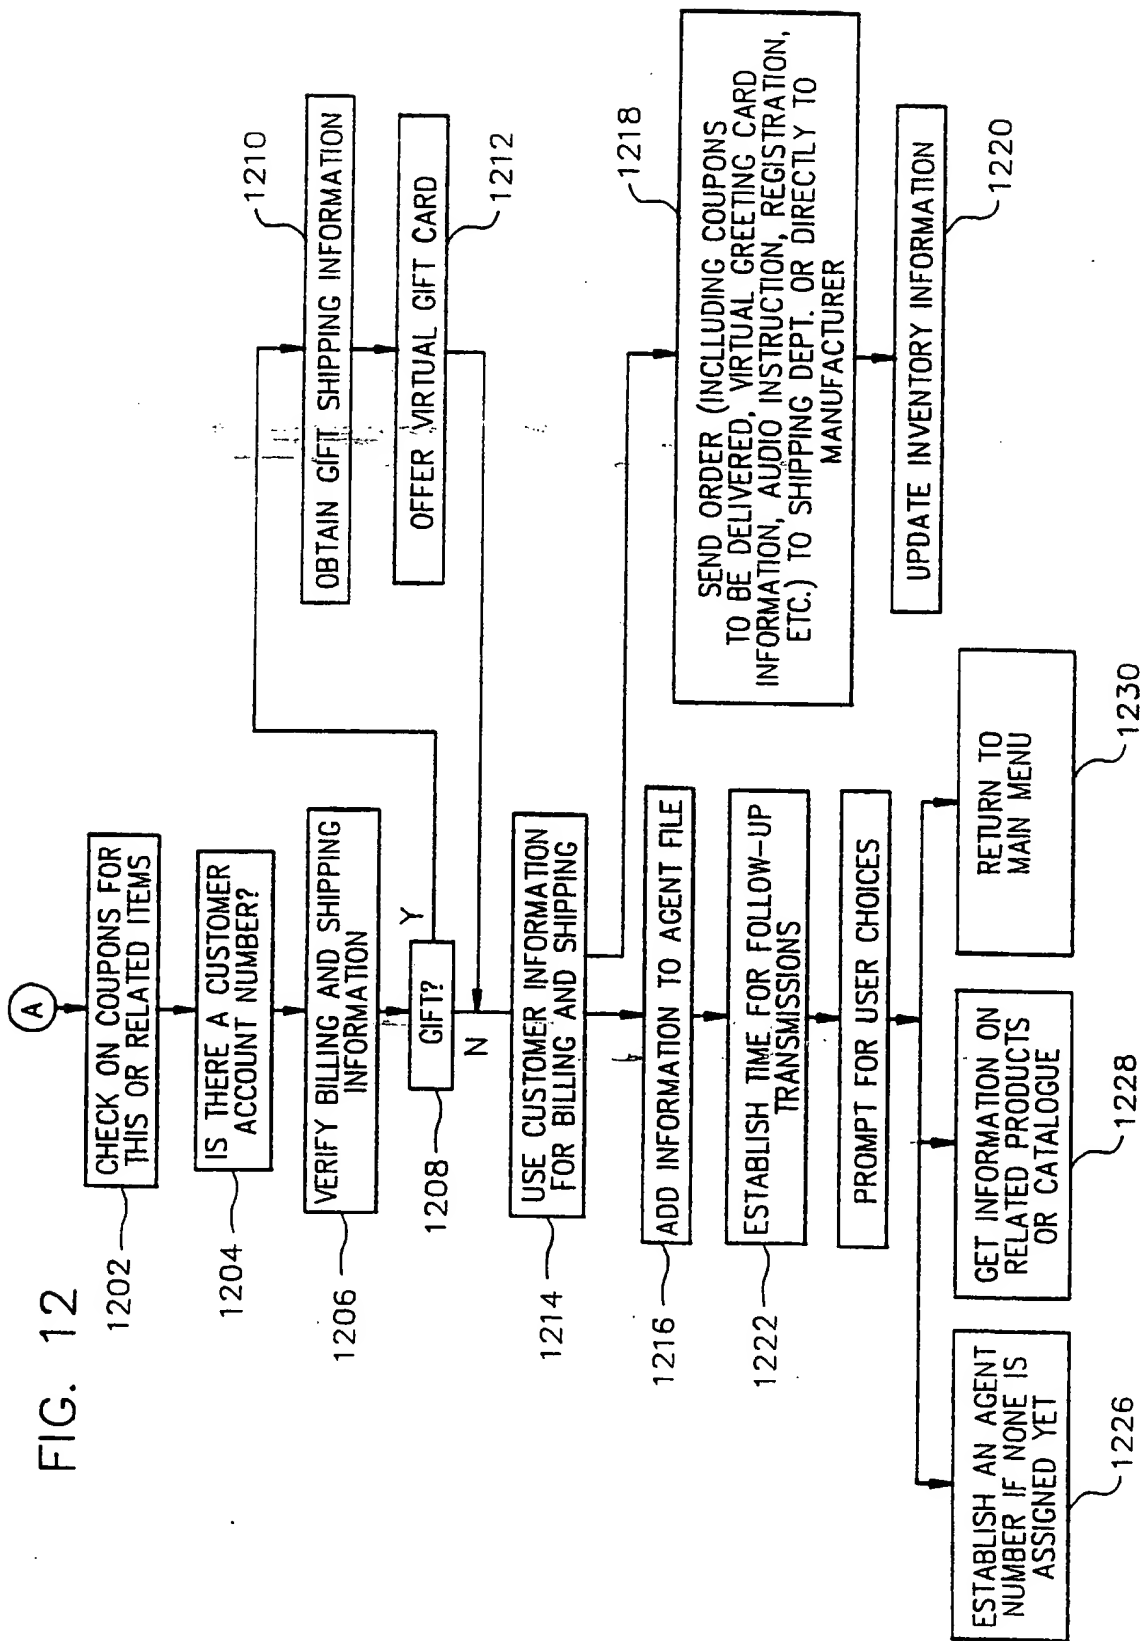 FIG. 12
A
CHECK ON COUPONS FOR
THIS OR RELATED ITEMS
1202
IS THERE A CUSTOMER
ACCOUNT NUMBER?
1204
VERIFY BILLING AND SHIPPING
INFORMATION
1206
GIFT?
Y
N
1208
1210
OBTAIN GIFT SHIPPING INFORMATION
OFFER VIRTUAL GIFT CARD
1212
USE CUSTOMER INFORMATION
FOR BILLING AND SHIPPING
1214
ADD INFORMATION TO AGENT FILE
1216
1218
SEND ORDER (INCLUDING COUPONS
TO BE DELIVERED, VIRTUAL GREETING CARD
INFORMATION, AUDIO INSTRUCTION, REGISTRATION,
ETC.) TO SHIPPING DEPT. OR DIRECTLY TO
MANUFACTURER
UPDATE INVENTORY INFORMATION
1220
ESTABLISH TIME FOR FOLLOW-UP
TRANSMISSIONS
1222
PROMPT FOR USER CHOICES
ESTABLISH AN AGENT
NUMBER IF NONE IS
ASSIGNED YET
1226
GET INFORMATION ON
RELATED PRODUCTS
OR CATALOGUE
1228
RETURN TO
MAIN MENU
1230